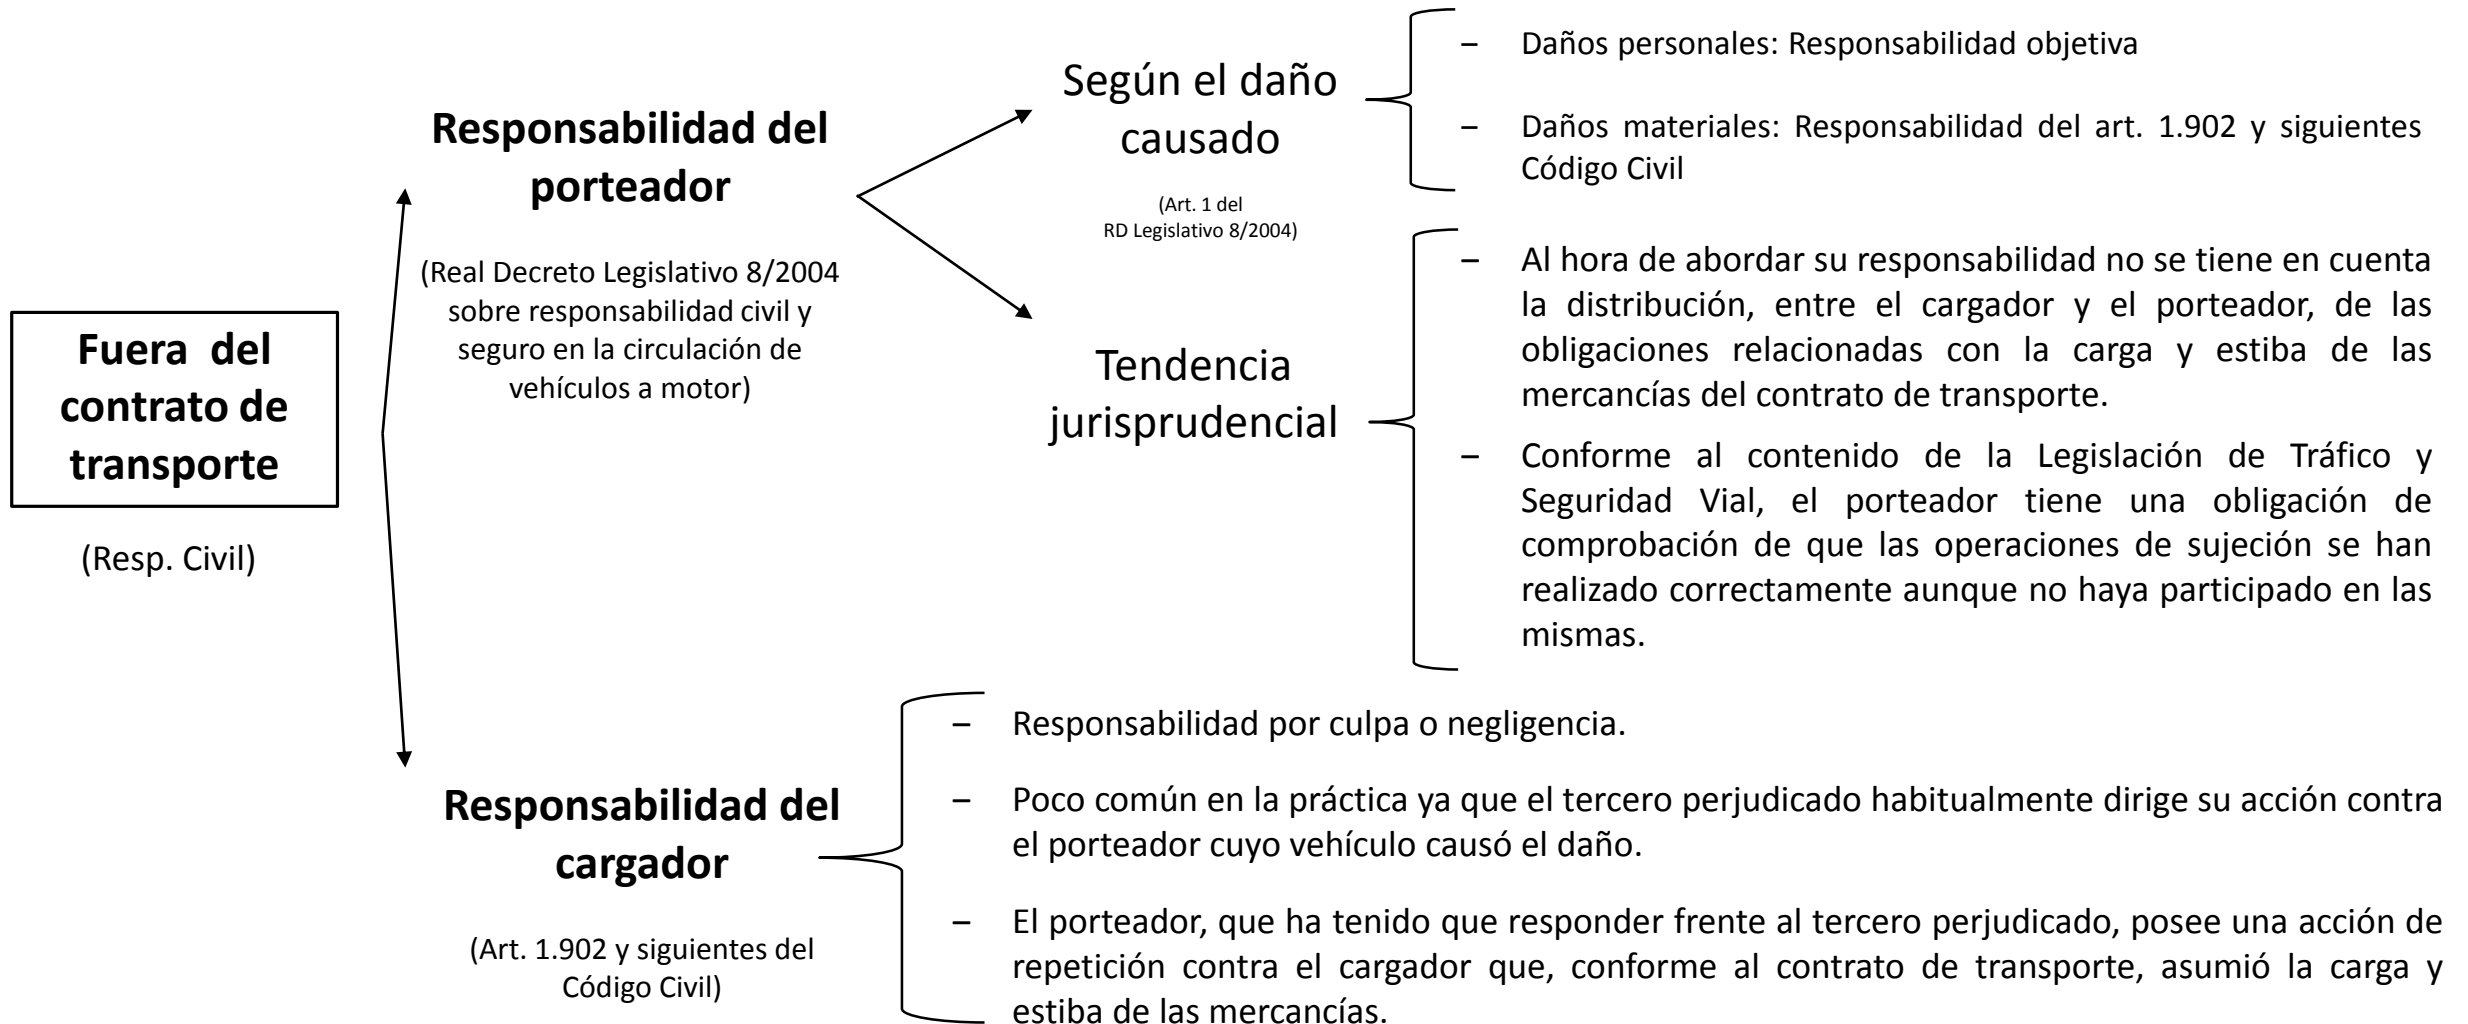 Fuera del
contrato de
transporte
(Resp. Civil)
Responsabilidad del
porteador
(Real Decreto Legislativo 8/2004
sobre responsabilidad civil y
seguro en la circulación de
vehículos a motor)
Según el daño
causado
(Art. 1 del
RD Legislativo 8/2004)
– Daños personales: Responsabilidad objetiva
– Daños materiales: Responsabilidad del art. 1.902 y siguientes
Código Civil
Tendencia
jurisprudencial
– Al hora de abordar su responsabilidad no se tiene en cuenta
la distribución, entre el cargador y el porteador, de las
obligaciones relacionadas con la carga y estiba de las
mercancías del contrato de transporte.
– Conforme al contenido de la Legislación de Tráfico y
Seguridad Vial, el porteador tiene una obligación de
comprobación de que las operaciones de sujeción se han
realizado correctamente aunque no haya participado en las
mismas.
Responsabilidad del
cargador
(Art. 1.902 y siguientes del
Código Civil)
– Responsabilidad por culpa o negligencia.
– Poco común en la práctica ya que el tercero perjudicado habitualmente dirige su acción contra
el porteador cuyo vehículo causó el daño.
– El porteador, que ha tenido que responder frente al tercero perjudicado, posee una acción de
repetición contra el cargador que, conforme al contrato de transporte, asumió la carga y
estiba de las mercancías.